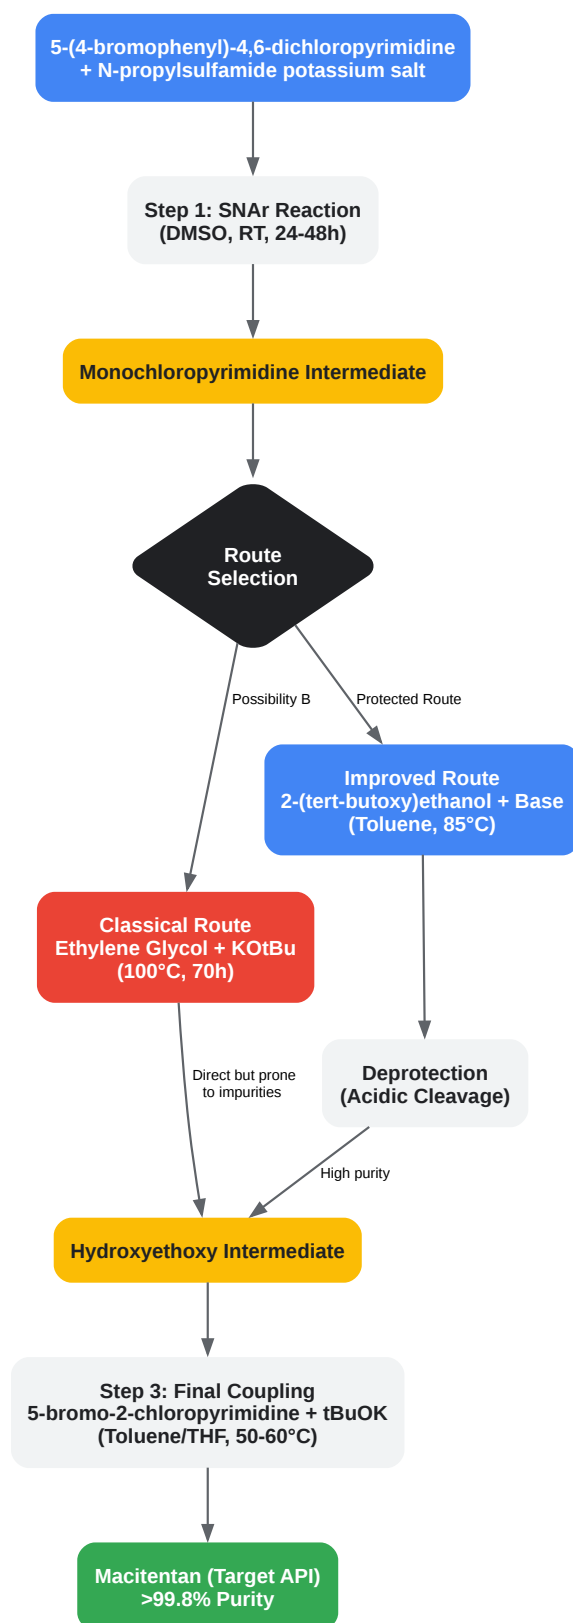 5-(4-bromophenyl)-4,6-dichloropyrimidine
+ N-propylsulfamide potassium salt
Step 1: SNAr Reaction
(DMSO, RT, 24-48h)
Monochloropyrimidine Intermediate
Route
Selection
Possibility B
Protected Route
Improved Route
2-(tert-butoxy)ethanol + Base
(Toluene, 85°C)
Classical Route
Ethylene Glycol + KOtBu
(100°C, 70h)
Direct but prone
to impurities
Deprotection
(Acidic Cleavage)
High purity
Hydroxyethoxy Intermediate
Step 3: Final Coupling
5-bromo-2-chloropyrimidine + tBuOK
(Toluene/THF, 50-60°C)
Macitentan (Target API)
>99.8% Purity